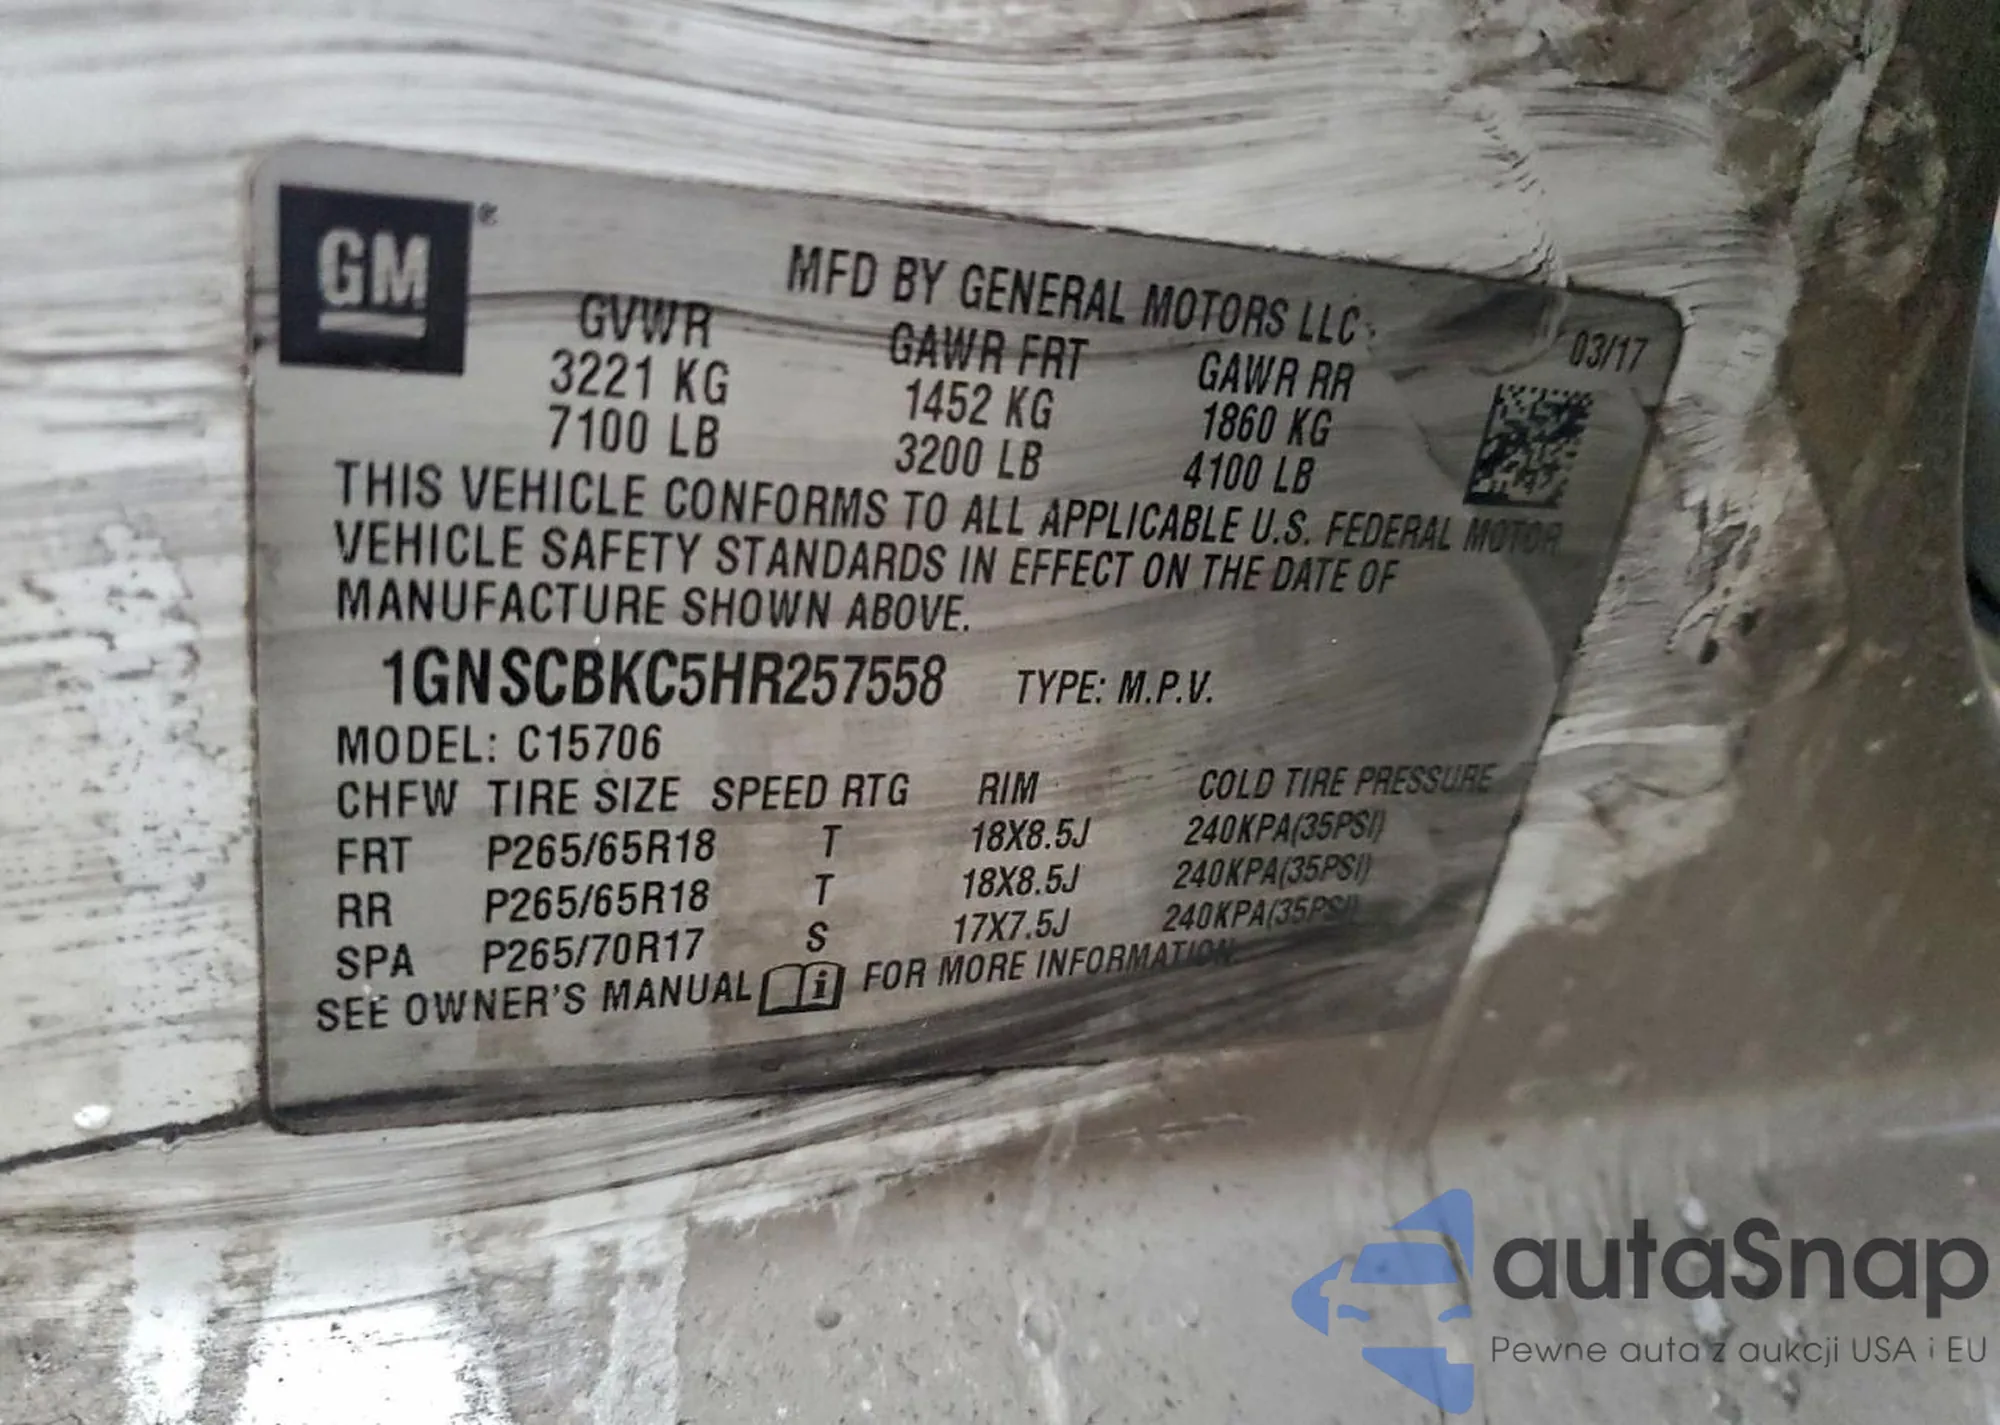 GM®
MFD BY GENERAL MOTORS LLC
03/17
GVWR GAWR FRT GAWR RR
3221 KG 1452 KG 1860 KG
7100 LB 3200 LB 4100 LB
THIS VEHICLE CONFORMS TO ALL APPLICABLE U.S. FEDERAL MOTOR
VEHICLE SAFETY STANDARDS IN EFFECT ON THE DATE OF
MANUFACTURE SHOWN ABOVE.
1GNSCBKC5HR257558 TYPE: M.P.V.
MODEL: C15706
CHFW TIRE SIZE SPEED RTG RIM COLD TIRE PRESSURE
FRT P265/65R18 T 18X8.5J 240KPA(35PSI)
RR P265/65R18 T 18X8.5J 240KPA(35PSI)
SPA P265/70R17 S 17X7.5J 240KPA(35PSI)
SEE OWNER'S MANUAL i FOR MORE INFORMATION
autaSnap
Pewne auta z aukcji USA i EU